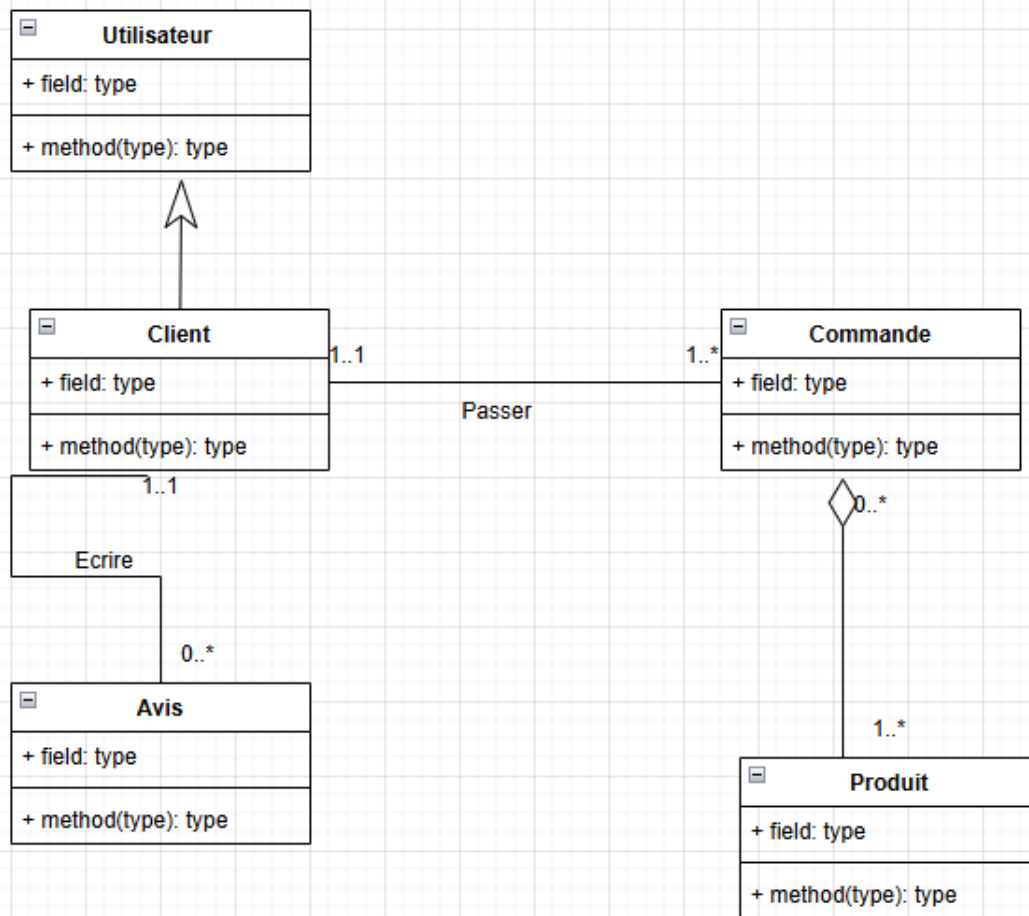 Utilisateur
+ field: type
+ method(type): type
Client
+ field: type
+ method(type): type
1..1
1..*
Passer
Commande
+ field: type
+ method(type): type
1..1
Ecrire
0..*
0..*
1..*
Avis
+ field: type
+ method(type): type
Produit
+ field: type
+ method(type): type